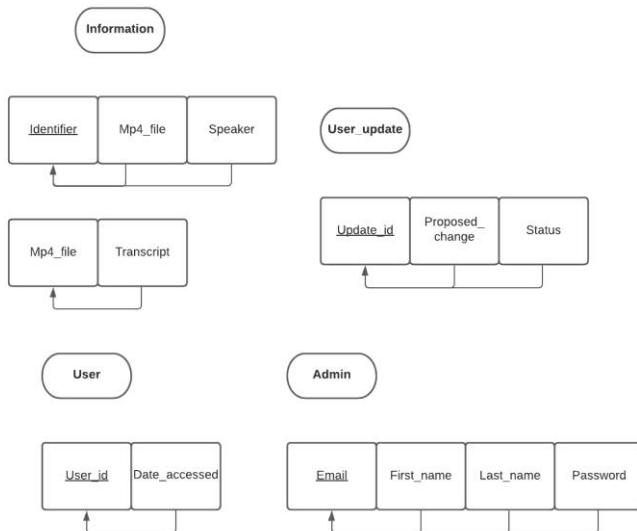 Information
Identifier
Mp4_file
Speaker
User_update
Mp4_file
Transcript
Update_id
Proposed_
change
Status
User
Admin
User_id
Date_accessed
Email
First_name
Last_name
Password